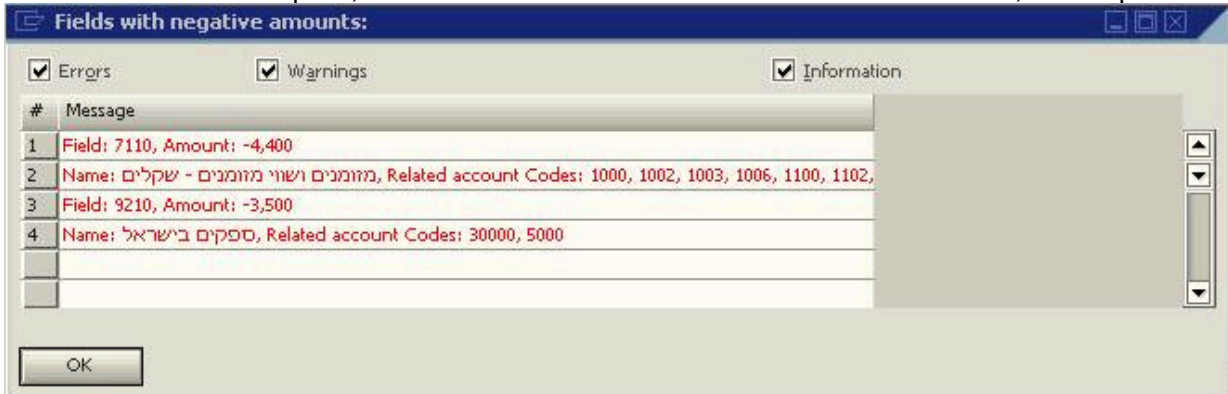 Fields with negative amounts:
Errors Warnings Information
# Message
1 Field: 7110, Amount: -4,400
2 Name: מזומנים ושווי מזומנים - שקלים, Related account Codes: 1000, 1002, 1003, 1006, 1100, 1102,
3 Field: 9210, Amount: -3,500
4 Name: ספקים בישראל, Related account Codes: 30000, 5000
OK